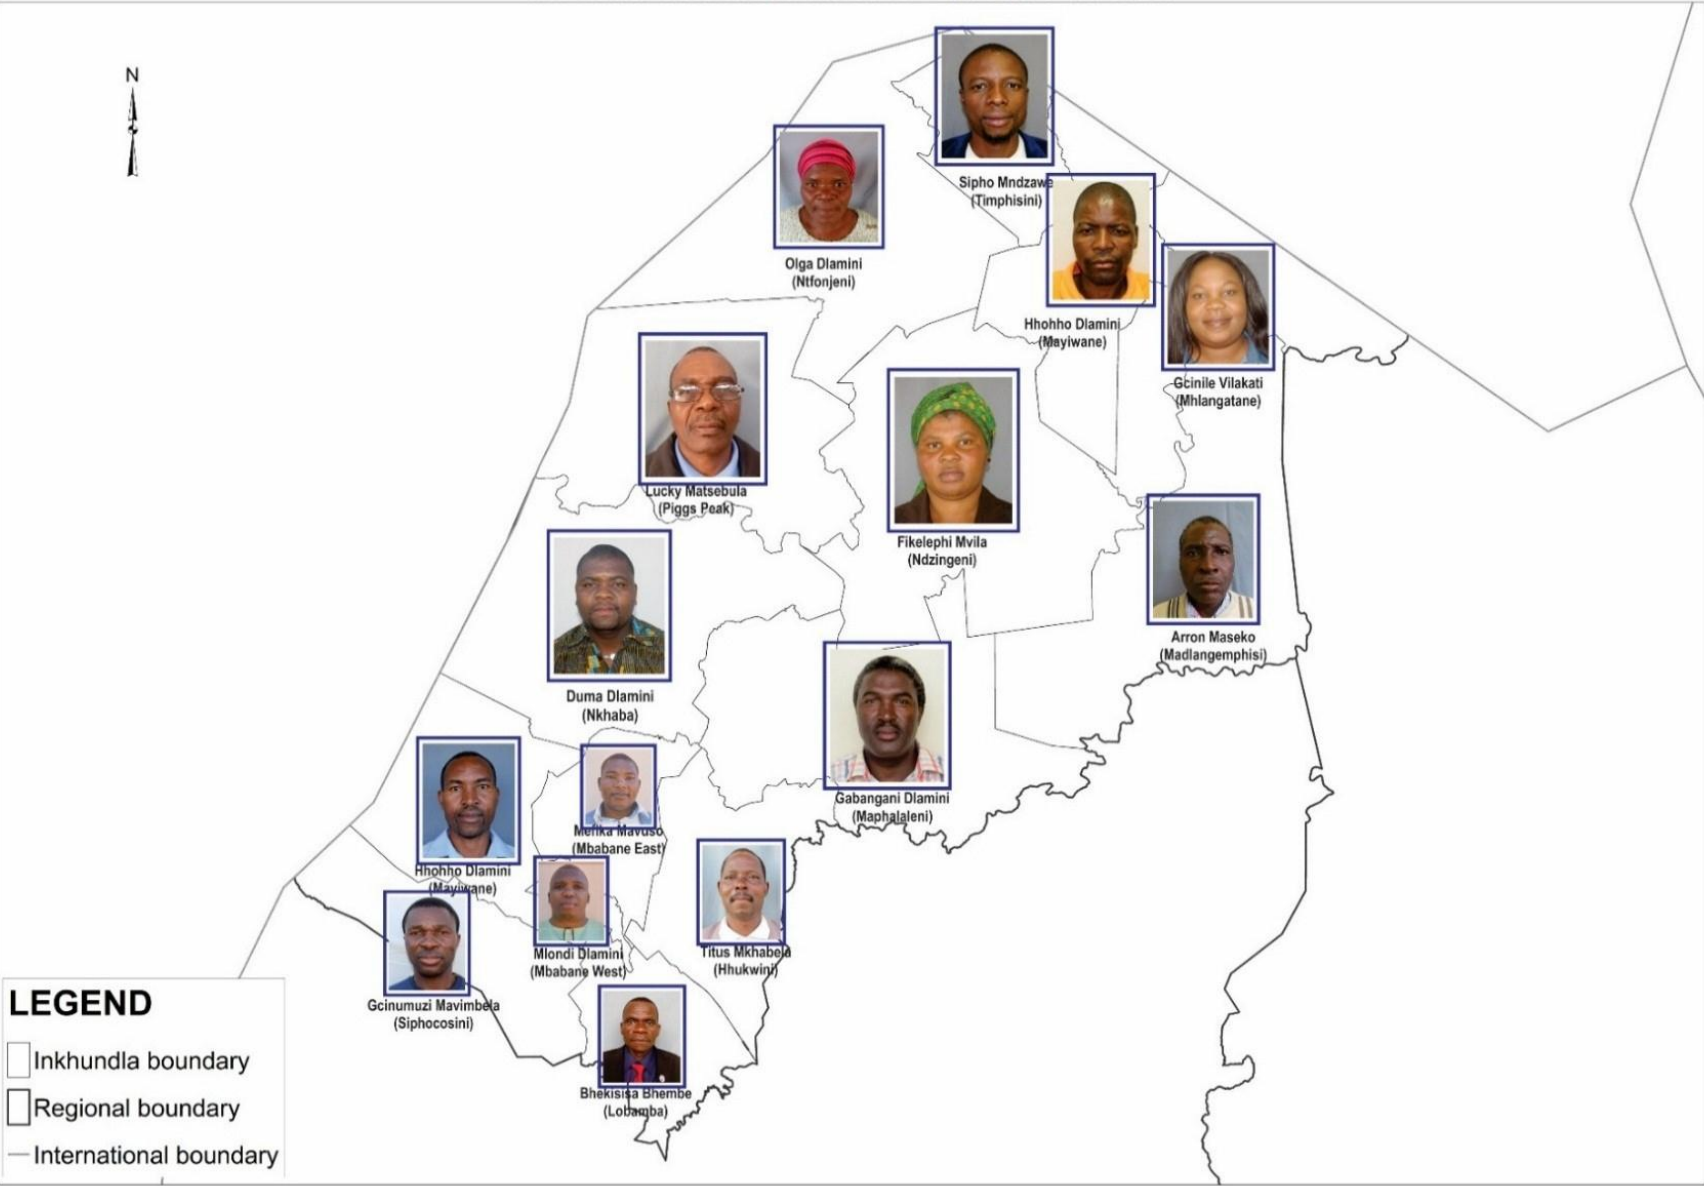 N
Sipho Mndzawe
(Timphisini)
Olga Dlamini
(Ntfonjeni)
Hhohho Dlamini
(Mayiwane)
Gcinile Vilakati
(Mhlangatane)
Lucky Matsebula
(Piggs Peak)
Fikelephi Mvila
(Ndzingeni)
Arron Maseko
(Madlangemphisi)
Duma Dlamini
(Nkhaba)
Gabangani Dlamini
(Maphalaleni)
Mefika Mavuso
(Mbabane East)
Hhohho Dlamini
(Mayiwane)
Mlondi Dlamini
(Mbabane West)
Titus Mkhabela
(Hhukwini)
Gcinumuzi Mavimbela
(Siphocosini)
Bhekisisa Bhembe
(Lobamba)
LEGEND
Inkhundla boundary
Regional boundary
International boundary